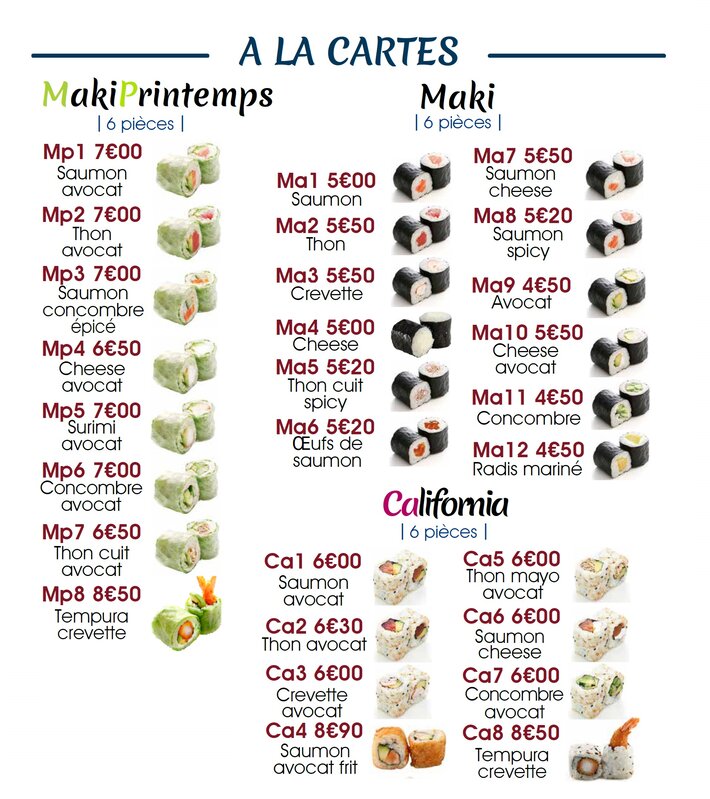 A LA CARTES
MakiPrintemps
| 6 pièces |
Mp1 7€00
Saumon
avocat
Mp2 7€00
Thon
avocat
Mp3 7€00
Saumon
concombre
épicé
Mp4 6€50
Cheese
avocat
Mp5 7€00
Surimi
avocat
Mp6 7€00
Concombre
avocat
Mp7 6€50
Thon cuit
avocat
Mp8 8€50
Tempura
crevette
Maki
| 6 pièces |
Ma1 5€00
Saumon
Ma2 5€50
Thon
Ma3 5€50
Crevette
Ma4 5€00
Cheese
Ma5 5€20
Thon cuit
spicy
Ma6 5€20
Œufs de
saumon
Ma7 5€50
Saumon
cheese
Ma8 5€20
Saumon
spicy
Ma9 4€50
Avocat
Ma10 5€50
Cheese
avocat
Ma11 4€50
Concombre
Ma12 4€50
Radis mariné
California
| 6 pièces |
Ca1 6€00
Saumon
avocat
Ca2 6€30
Thon avocat
Ca3 6€00
Crevette
avocat
Ca4 8€90
Saumon
avocat frit
Ca5 6€00
Thon mayo
avocat
Ca6 6€00
Saumon
cheese
Ca7 6€00
Concombre
avocat
Ca8 8€50
Tempura
crevette